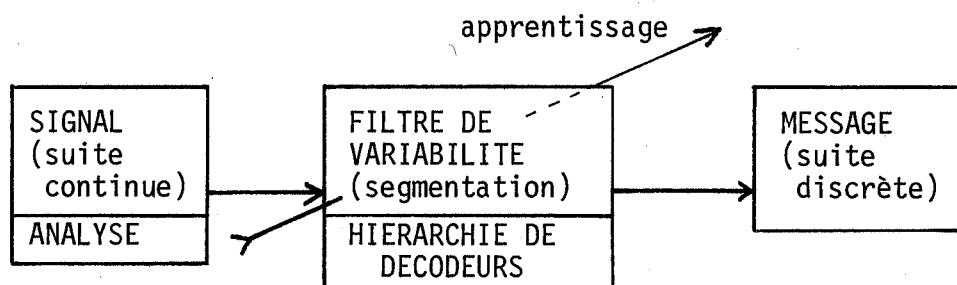 apprentissage
SIGNAL
(suite
continue)
ANALYSE
FILTRE DE
VARIABILITE
(segmentation)
HIERARCHIE DE
DECODEURS
MESSAGE
(suite
discrète)